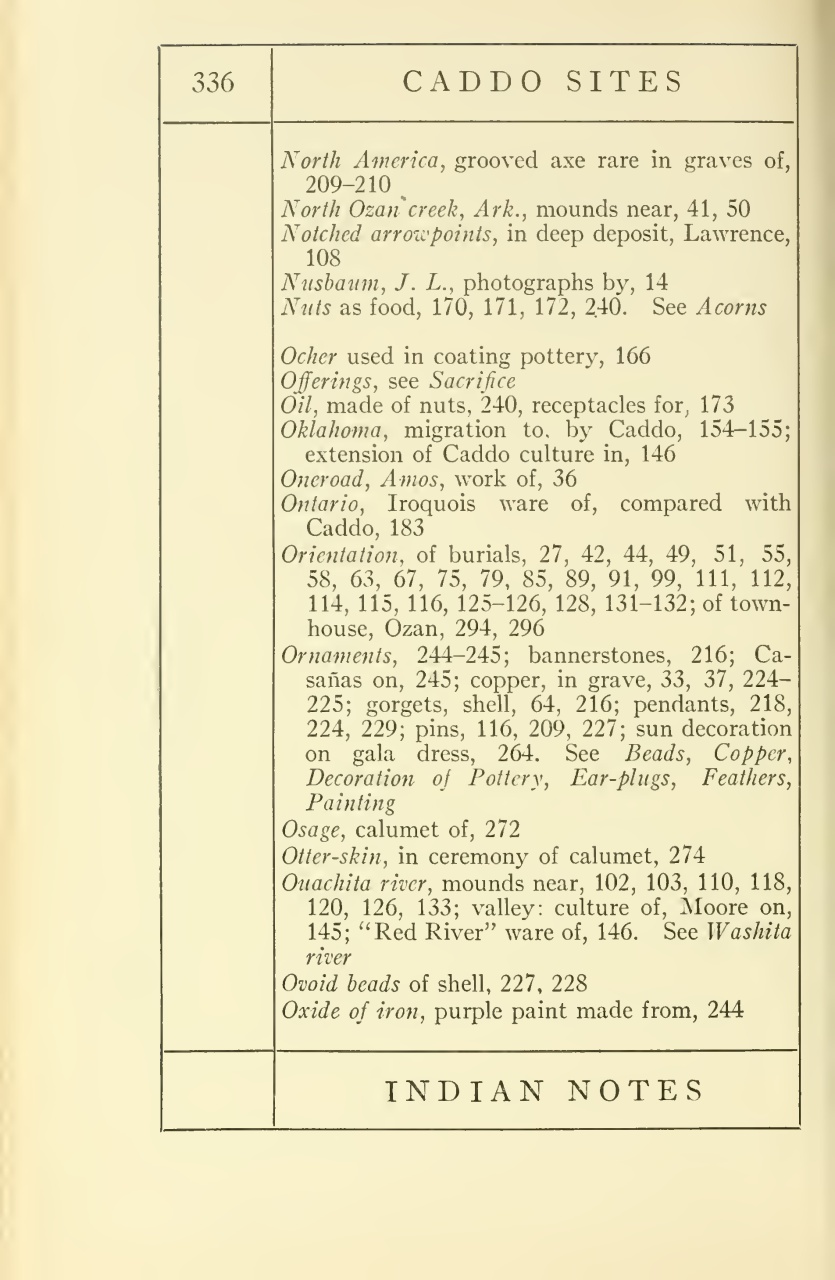 336
CADDO SITES
North America, grooved axe rare in graves of,
209–210
North Ozan creek, Ark., mounds near, 41, 50
Notched arrowpoints, in deep deposit, Lawrence,
108
Nusbaum, J. L., photographs by, 14
Nuts as food, 170, 171, 172, 240. See Acorns
Ocher used in coating pottery, 166
Offerings, see Sacrifice
Oil, made of nuts, 240, receptacles for, 173
Oklahoma, migration to, by Caddo, 154–155;
extension of Caddo culture in, 146
Oneroad, Amos, work of, 36
Ontario, Iroquois ware of, compared with
Caddo, 183
Orientation, of burials, 27, 42, 44, 49, 51, 55,
58, 63, 67, 75, 79, 85, 89, 91, 99, 111, 112,
114, 115, 116, 125–126, 128, 131–132; of town-
house, Ozan, 294, 296
Ornaments, 244–245; bannerstones, 216; Ca-
sañas on, 245; copper, in grave, 33, 37, 224–
225; gorgets, shell, 64, 216; pendants, 218,
224, 229; pins, 116, 209, 227; sun decoration
on gala dress, 264. See Beads, Copper,
Decoration of Pottery, Ear-plugs, Feathers,
Painting
Osage, calumet of, 272
Otter-skin, in ceremony of calumet, 274
Ouachita river, mounds near, 102, 103, 110, 118,
120, 126, 133; valley: culture of, Moore on,
145; “Red River” ware of, 146. See Washita
river
Ovoid beads of shell, 227, 228
Oxide of iron, purple paint made from, 244
INDIAN NOTES